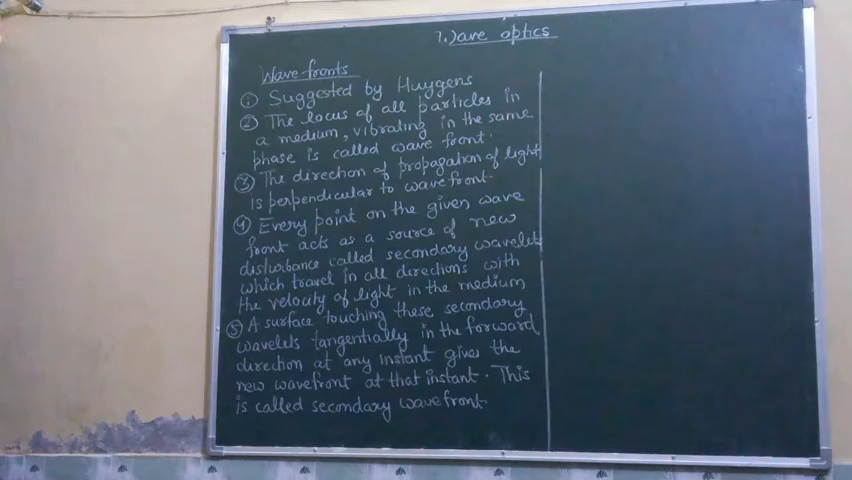 7. Wave optics
Wave-fronts
① Suggested by Huygens
② The locus of all particles in
a medium, vibrating in the same
phase is called wave front.
③ The direction of propagation of light
is perpendicular to wavefront.
④ Every point on the given wave
front acts as a source of new
disturbance called secondary wavelets
which travel in all directions with
the velocity of light in the medium
⑤ A surface touching these secondary
wavelets tangentially in the forward
direction at any instant gives the
new wavefront at that instant. This
is called secondary wavefront.